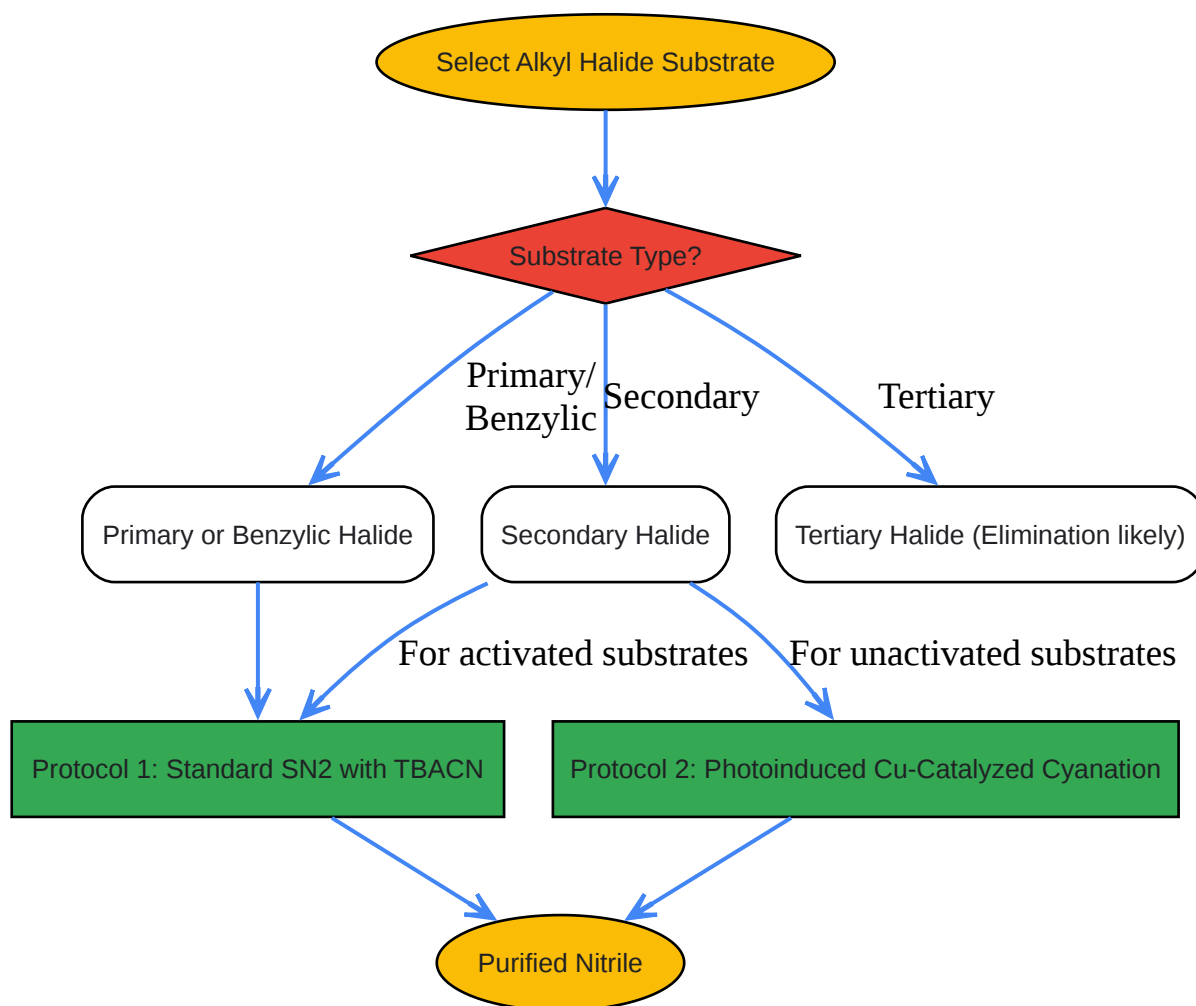 Select Alkyl Halide Substrate
Substrate Type?
Primary/
Benzylic
Secondary
Tertiary
Primary or Benzylic Halide
Secondary Halide
Tertiary Halide (Elimination likely)
For activated substrates
For unactivated substrates
Protocol 1: Standard SN2 with TBACN
Protocol 2: Photoinduced Cu-Catalyzed Cyanation
Purified Nitrile